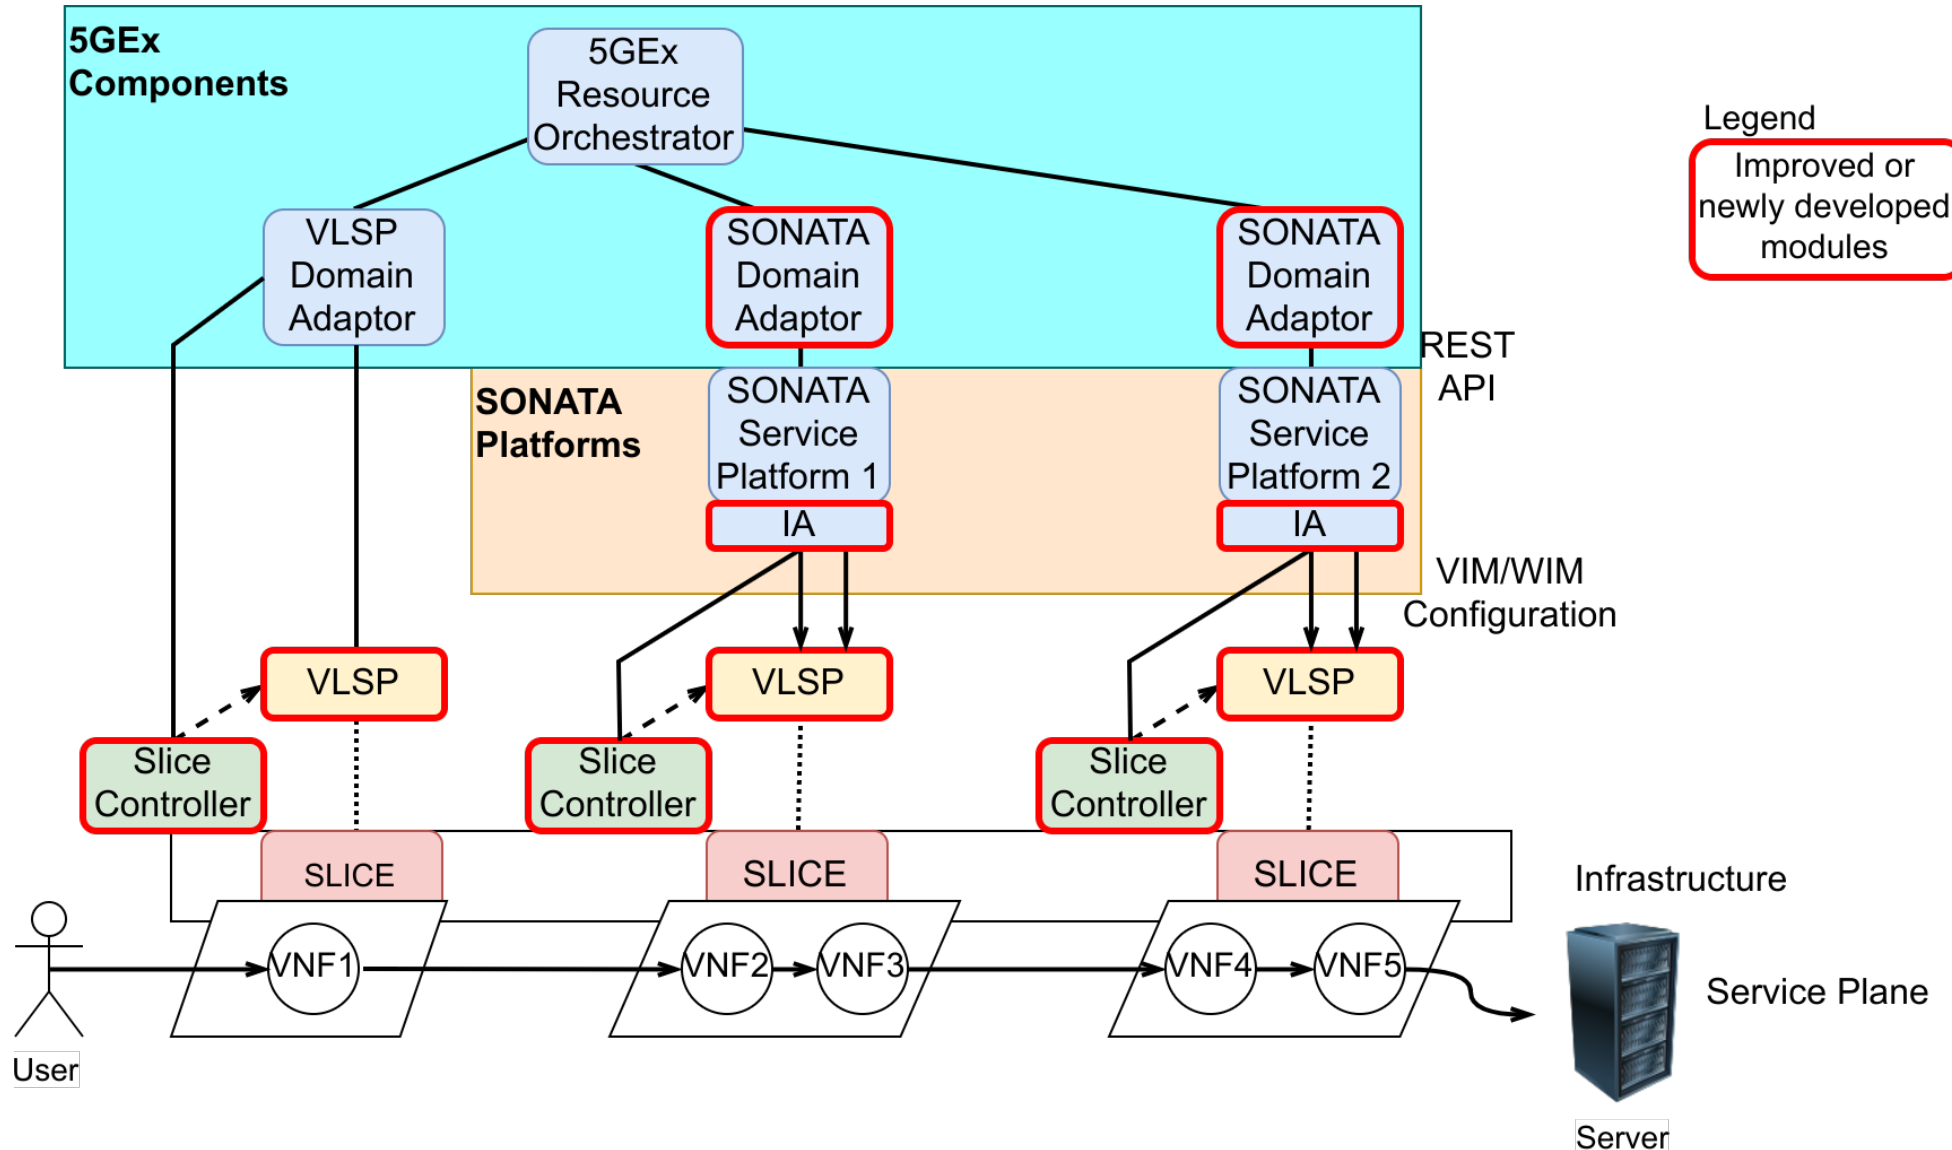 5GEx
Components
5GEx
Resource
Orchestrator
Legend
Improved or
newly developed
modules
VLSP
Domain
Adaptor
SONATA
Domain
Adaptor
SONATA
Domain
Adaptor
REST
API
SONATA
Platforms
SONATA
Service
Platform 1
IA
SONATA
Service
Platform 2
IA
VIM/WIM
Configuration
VLSP
VLSP
VLSP
Slice
Controller
Slice
Controller
Slice
Controller
SLICE
SLICE
SLICE
Infrastructure
VNF1
VNF2
VNF3
VNF4
VNF5
Service Plane
User
Server